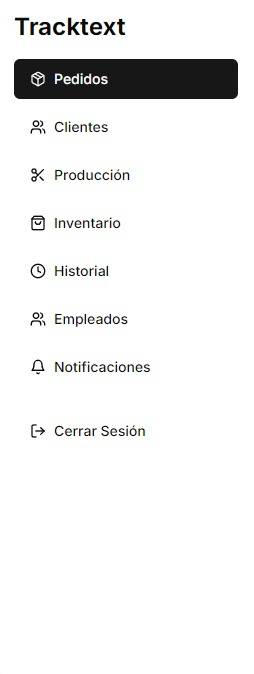 Tracktext
Pedidos
Clientes
Producción
Inventario
Historial
Empleados
Notificaciones
Cerrar Sesión